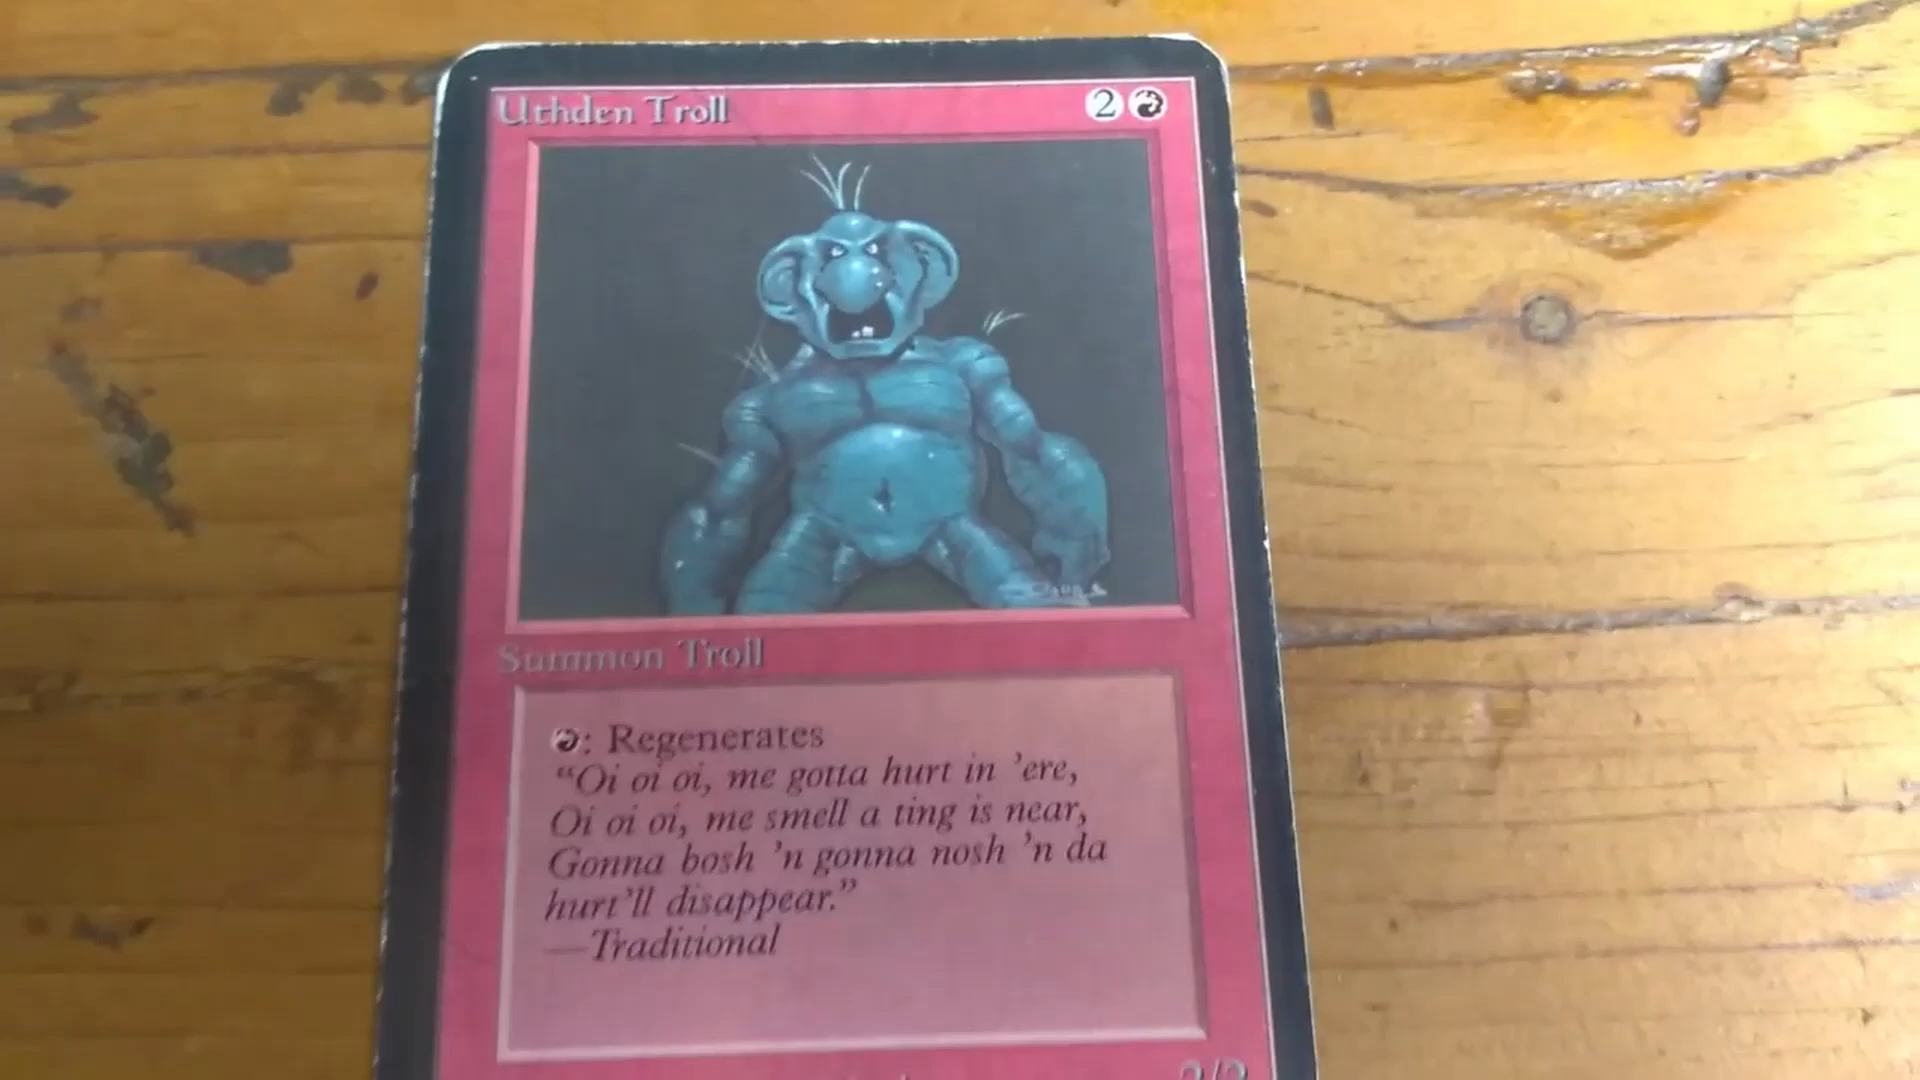 Uthden Troll 2
Summon Troll
: Regenerates
“Oi oi oi, me gotta hurt in ’ere,
Oi oi oi, me smell a ting is near,
Gonna bosh ’n gonna nosh ’n da
hurt’ll disappear.”
—Traditional